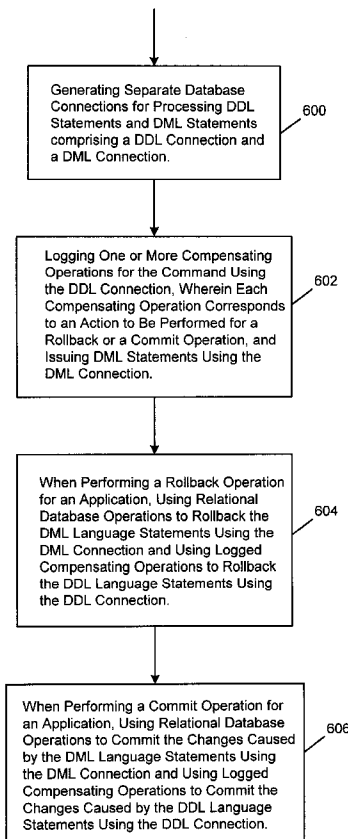 Generating Separate Database
Connections for Processing DDL
Statements and DML Statements
comprising a DDL Connection and
a DML Connection.
600
Logging One or More Compensating
Operations for the Command Using
the DDL Connection, Wherein Each
Compensating Operation Corresponds
to an Action to Be Performed for a
Rollback or a Commit Operation, and
Issuing DML Statements Using the
DML Connection.
602
When Performing a Rollback Operation
for an Application, Using Relational
Database Operations to Rollback the
DML Language Statements Using the
DML Connection and Using Logged
Compensating Operations to Rollback
the DDL Language Statements Using
the DDL Connection.
604
When Performing a Commit Operation for
an Application, Using Relational Database
Operations to Commit the Changes Caused
by the DML Language Statements Using
the DML Connection and Using Logged
Compensating Operations to Commit the
Changes Caused by the DDL Language
Statements Using the DDL Connection.
606